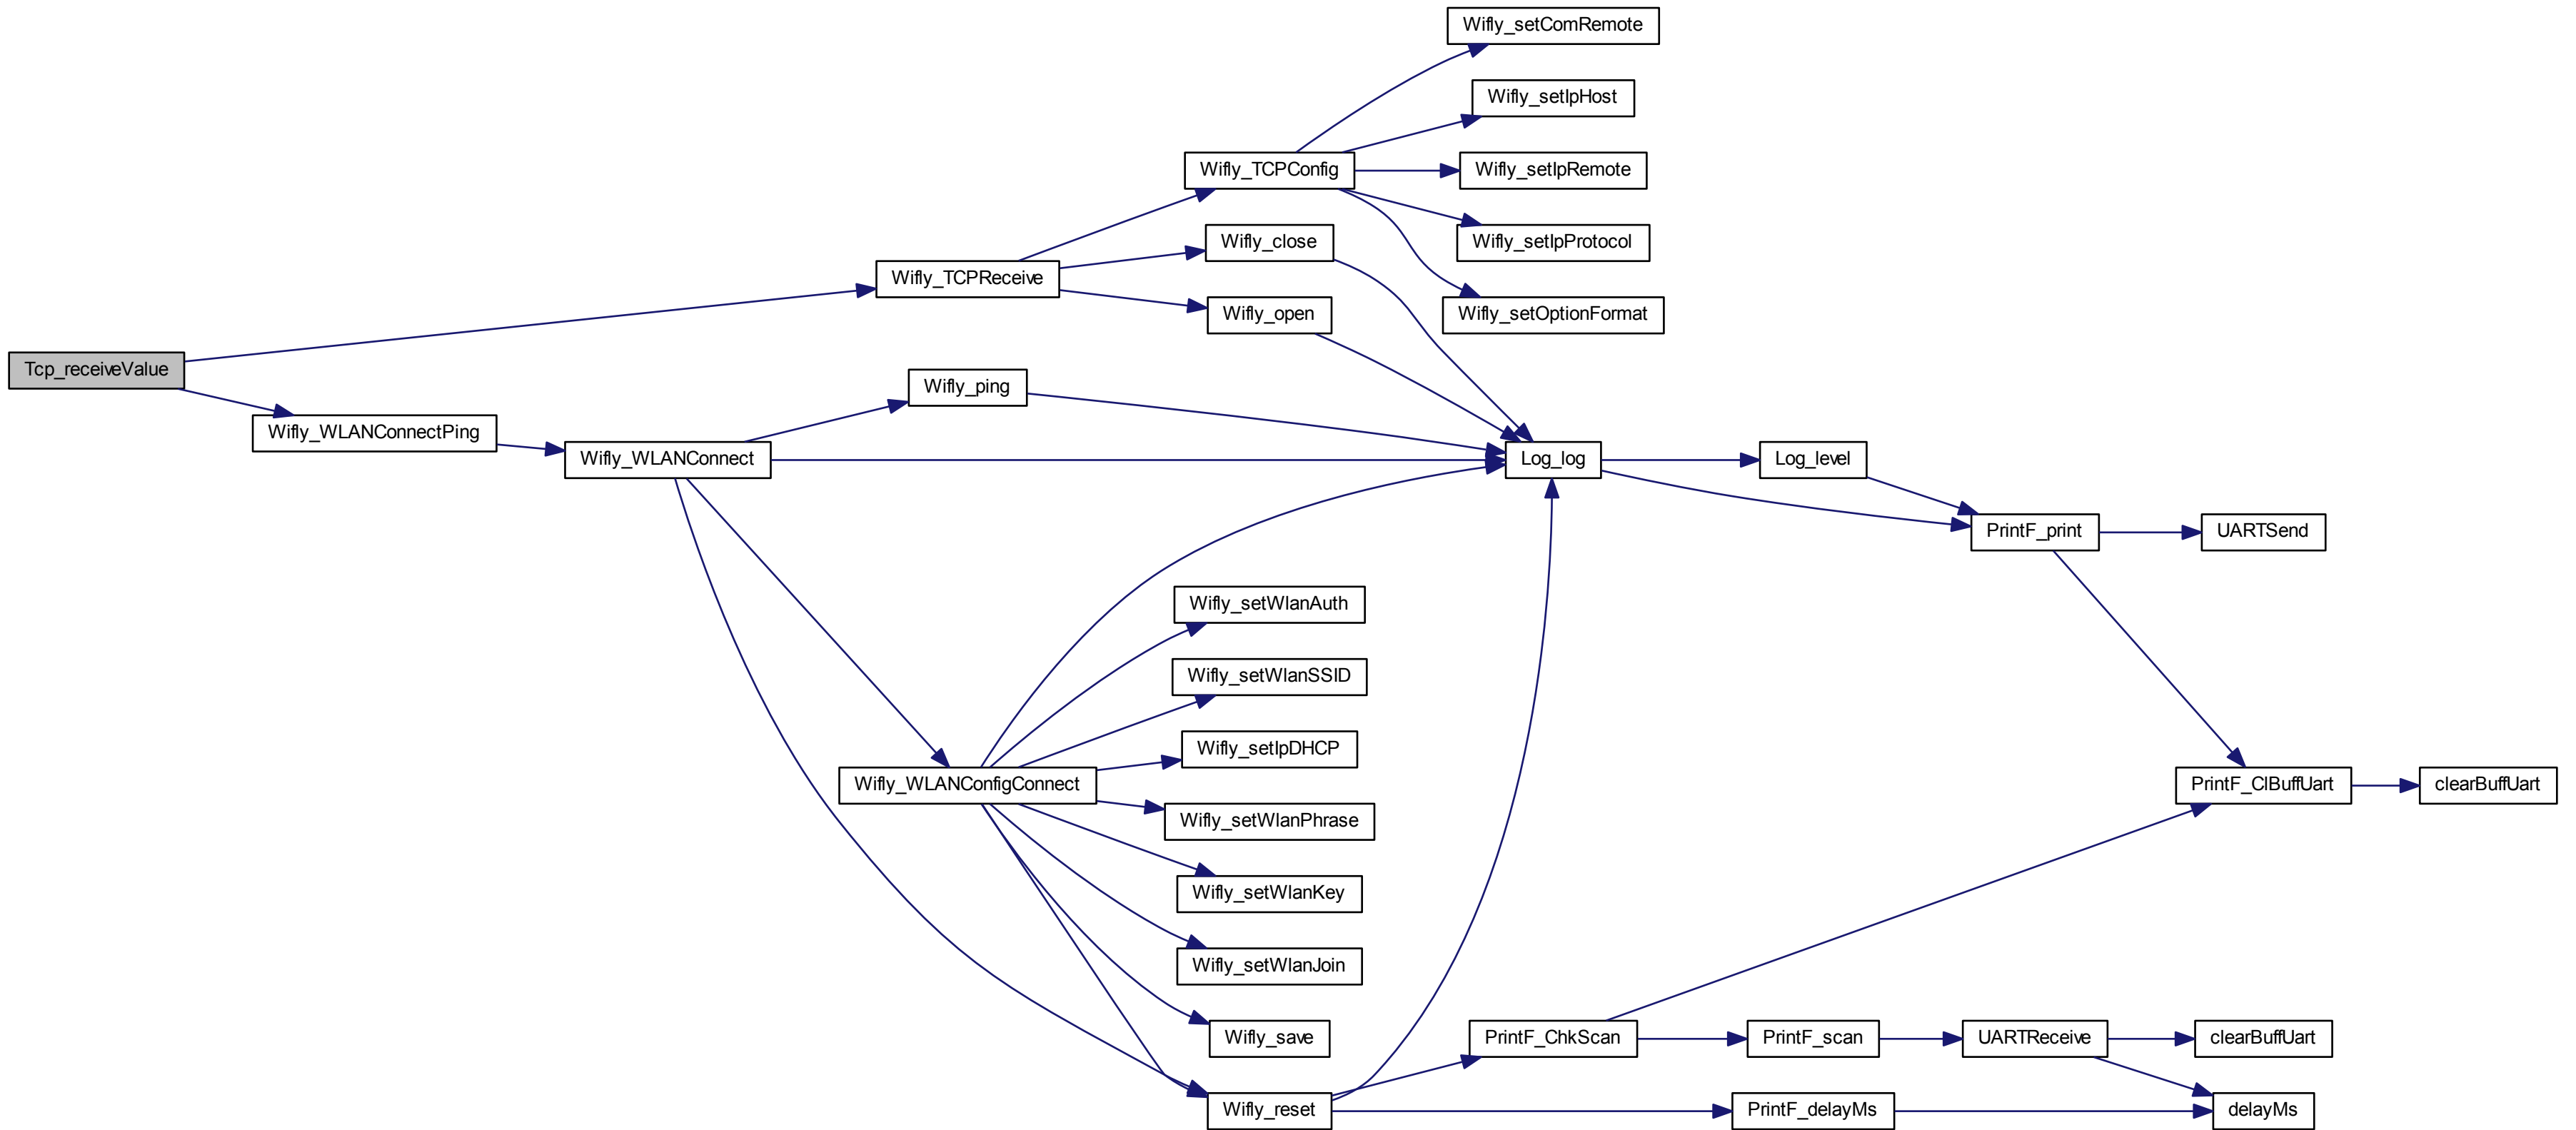 Wifly_setComRemote
Wifly_setIpHost
Wifly_TCPConfig
Wifly_setIpRemote
Wifly_close
Wifly_setIpProtocol
Wifly_TCPReceive
Wifly_open
Wifly_setOptionFormat
Tcp_receiveValue
Wifly_ping
Wifly_WLANConnectPing
Wifly_WLANConnect
Log_log
Log_level
PrintF_print
UARTSend
Wifly_setWlanAuth
Wifly_setWlanSSID
Wifly_setIpDHCP
Wifly_WLANConfigConnect
PrintF_ClBuffUart
clearBuffUart
Wifly_setWlanPhrase
Wifly_setWlanKey
Wifly_setWlanJoin
Wifly_save
PrintF_ChkScan
PrintF_scan
UARTReceive
clearBuffUart
Wifly_reset
PrintF_delayMs
delayMs